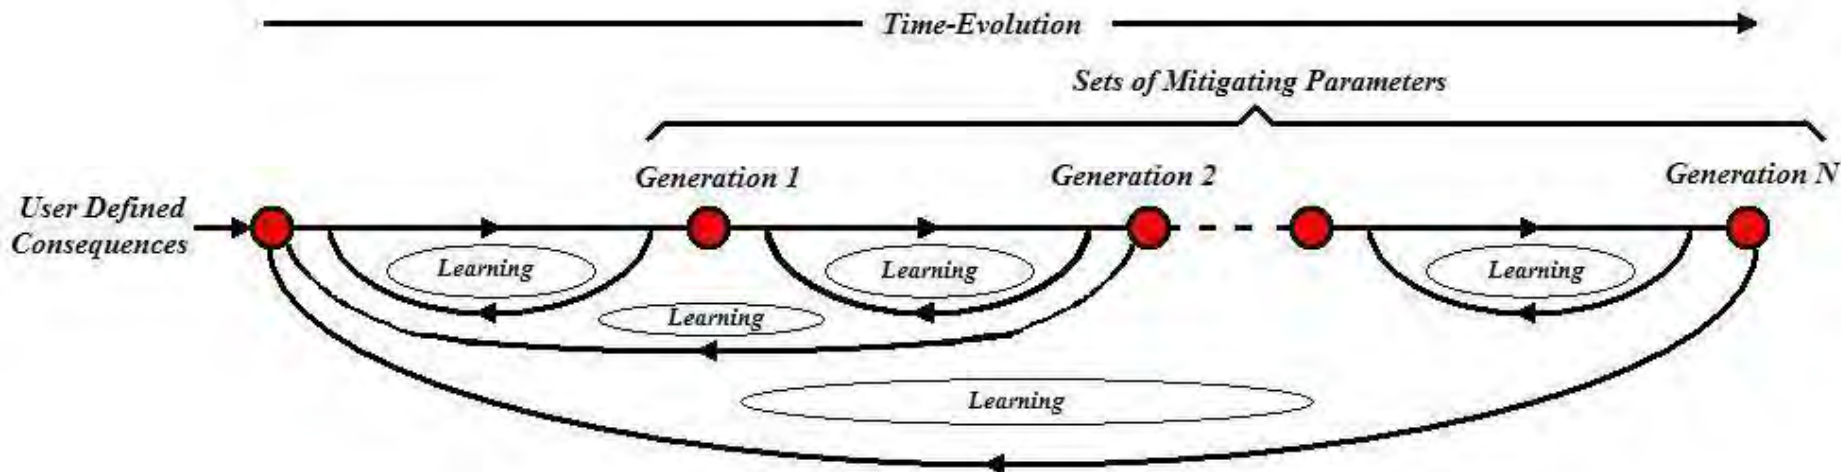 Time-Evolution
Sets of Mitigating Parameters
Generation 1
Generation 2
Generation N
User Defined
Consequences
Learning
Learning
Learning
Learning
Learning